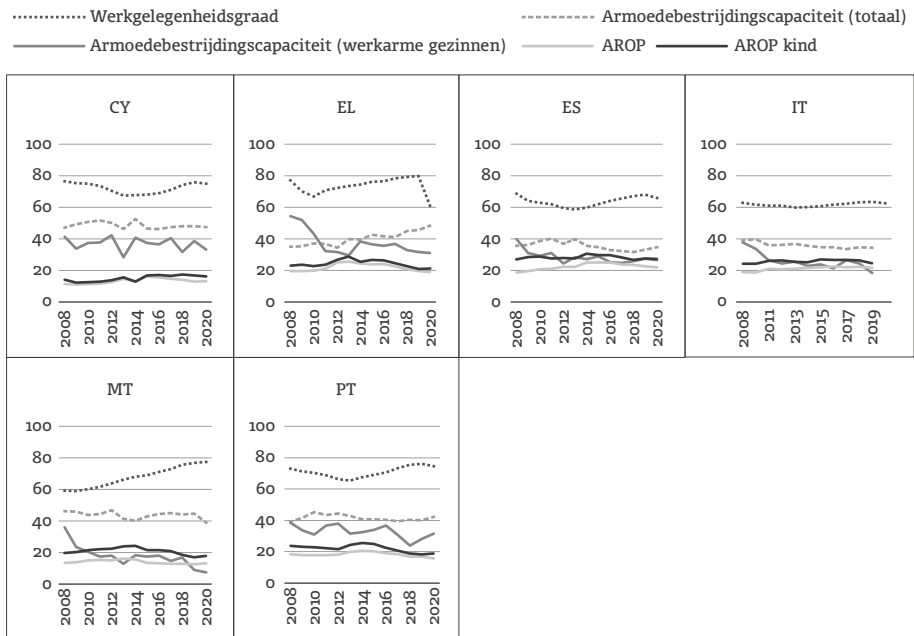 Werkgelegenheidsgraad Armoedebestrijdingscapaciteit (totaal)
Armoedebestrijdingscapaciteit (werkarme gezinnen) AROP AROP kind
CY EL ES IT
100 100 100 100
80 80 80 80
60 60 60 60
40 40 40 40
20 20 20 20
0 0 0 0
2008 2010 2012 2014 2016 2018 2020 2008 2010 2012 2014 2016 2018 2020 2008 2010 2012 2014 2016 2018 2020 2008 2011 2013 2015 2017 2019
MT PT
100 100
80 80
60 60
40 40
20 20
0 0
2008 2010 2012 2014 2016 2018 2020 2008 2010 2012 2014 2016 2018 2020